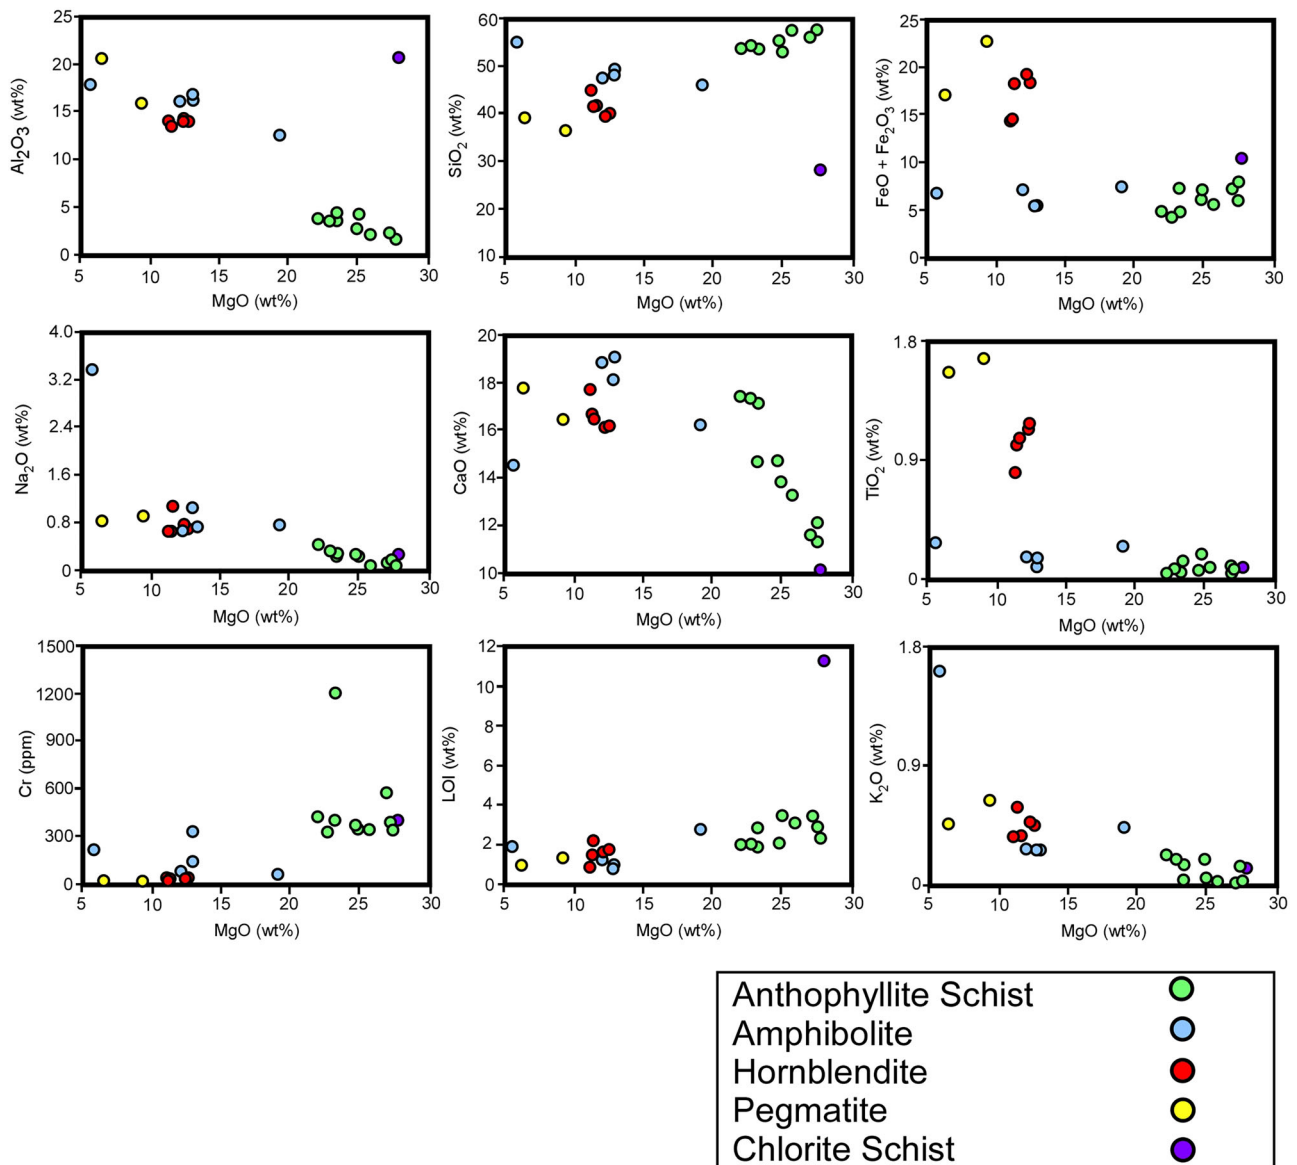 25
20
15
10
5
0
Al2O3 (wt%)
5 10 15 20 25 30
MgO (wt%)
60
50
40
30
20
10
SiO2 (wt%)
5 10 15 20 25 30
MgO (wt%)
25
20
15
10
5
0
FeO + Fe2O3 (wt%)
5 10 15 20 25 30
MgO (wt%)
4.0
3.2
2.4
1.6
0.8
0
Na2O (wt%)
5 10 15 20 25 30
MgO (wt%)
20
18
16
14
12
10
CaO (wt%)
5 10 15 20 25 30
MgO (wt%)
1.8
0.9
0
TiO2 (wt%)
5 10 15 20 25 30
MgO (wt%)
1500
1200
900
600
300
0
Cr (ppm)
5 10 15 20 25 30
MgO (wt%)
12
10
8
6
4
2
0
LOI (wt%)
5 10 15 20 25 30
MgO (wt%)
1.8
0.9
0
K2O (wt%)
5 10 15 20 25 30
MgO (wt%)
Anthophyllite Schist
Amphibolite
Hornblendite
Pegmatite
Chlorite Schist